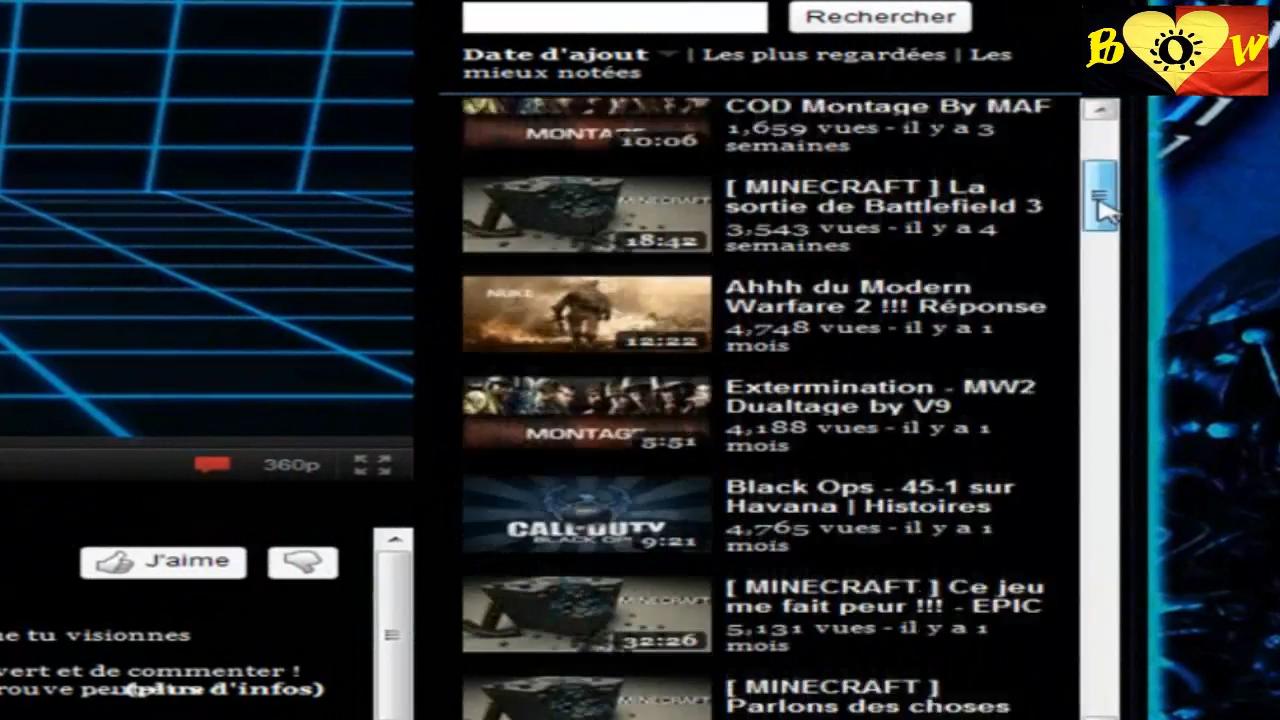 Rechercher
B O W
Date d'ajout | Les plus regardées | Les
mieux notées
COD Montage By MAF
1,659 vues - il y a 3
semaines
10:06
[ MINECRAFT ] La
sortie de Battlefield 3
3,543 vues - il y a 4
semaines
MINECRAFT
18:42
Ahhh du Modern
Warfare 2 !!! Réponse
4,748 vues - il y a 1
mois
NUKE
12:22
Extermination - MW2
Dualtage by V9
4,188 vues - il y a 1
mois
5:51
Black Ops - 45-1 sur
Havana | Histoires
4,765 vues - il y a 1
mois
CALL·DUTY
9:21
[ MINECRAFT ] Ce jeu
me fait peur !!! - EPIC
5,131 vues - il y a 1
mois
MINECRAFT
32:26
[ MINECRAFT ]
Parlons des choses
MINECRAFT
360p
J'aime
tu visionnes
vert et de commenter !
(plus d'infos)